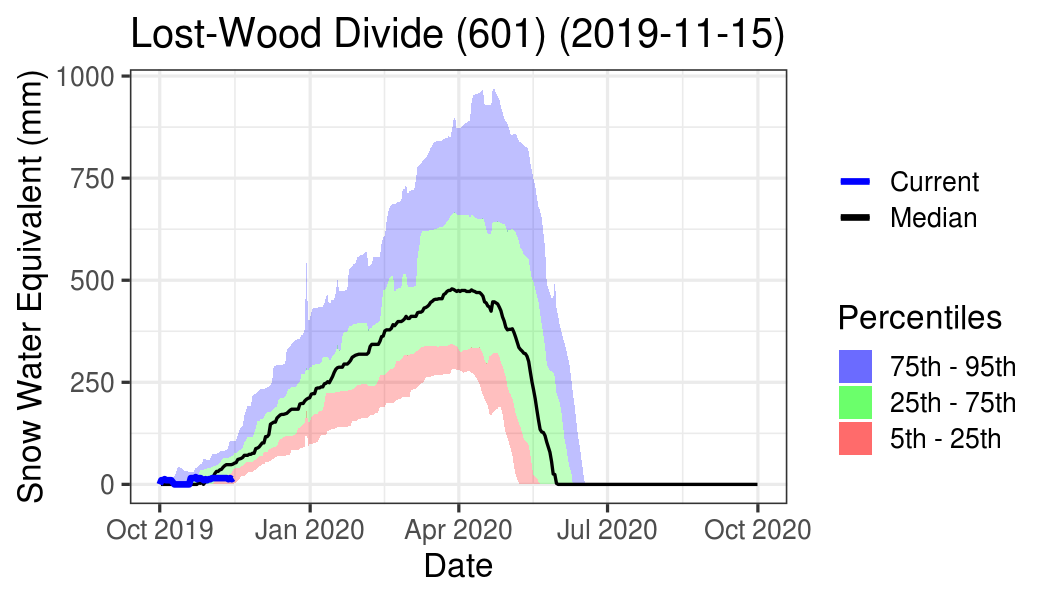 Lost-Wood Divide (601) (2019-11-15)
Snow Water Equivalent (mm)
1000
750
500
250
0
Oct 2019
Jan 2020
Apr 2020
Jul 2020
Oct 2020
Date
Current
Median
Percentiles
75th - 95th
25th - 75th
5th - 25th